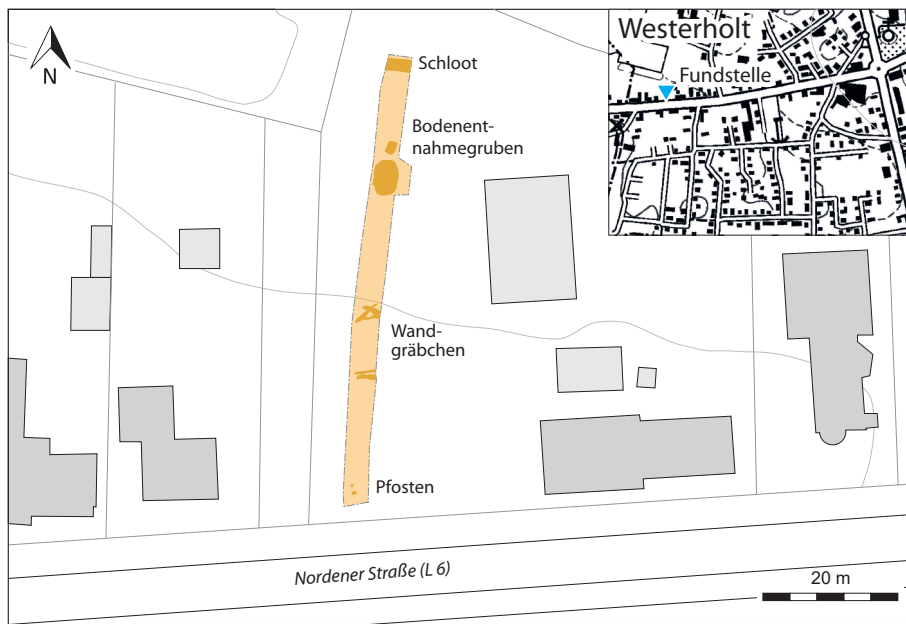 Westerholt
Fundstelle
N
Schloot
Bodenent-
nahmegruben
Wand-
gräbchen
Pfosten
Nordener Straße (L 6)
20 m